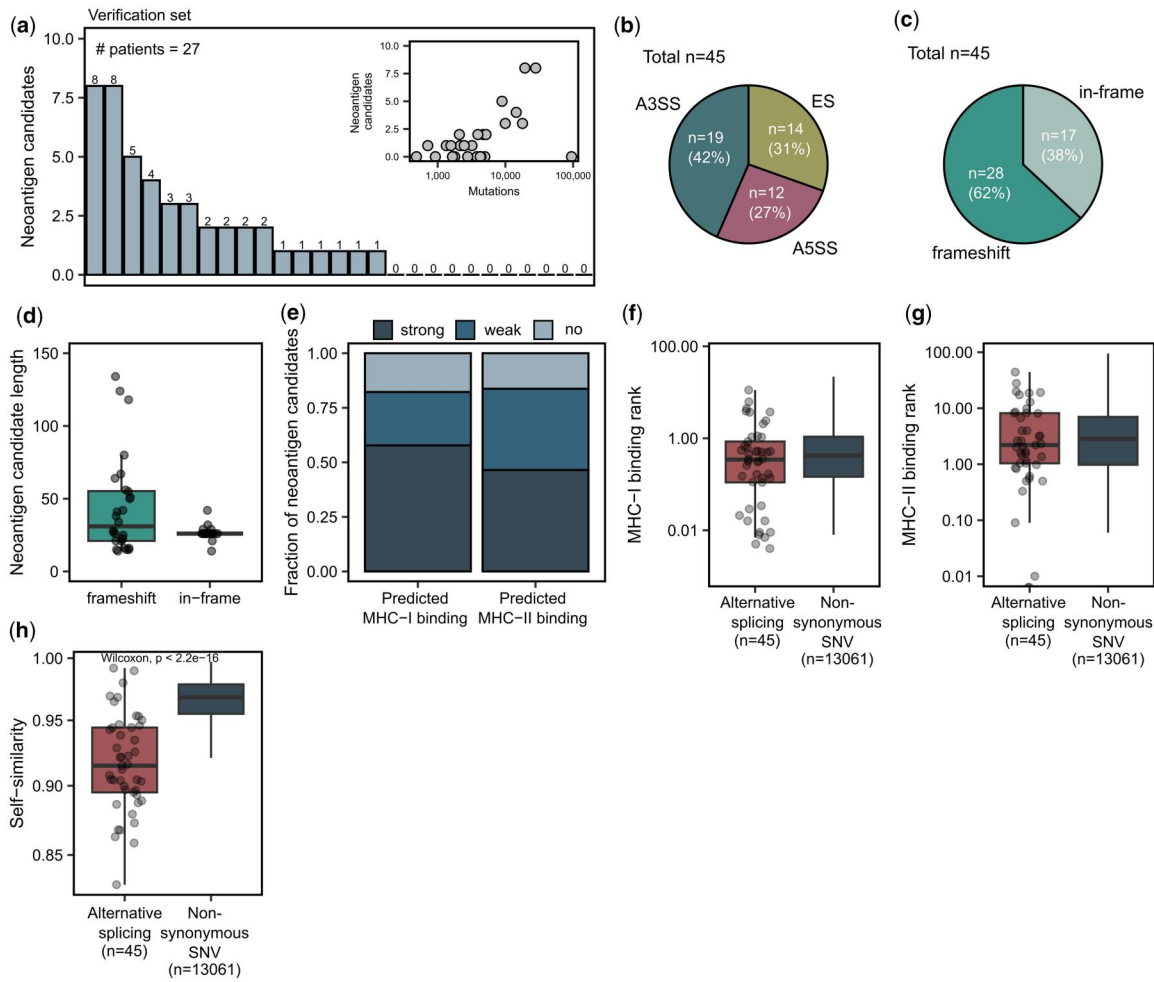 (a)
Verification set
# patients = 27
Neoantigen candidates
10.0
7.5
5.0
2.5
0.0
8 8 5 4 3 3 2 2 2 2 1 1 1 1 1 1 0 0 0 0 0 0 0 0 0 0 0
Neoantigen
candidates
10.0
7.5
5.0
2.5
0.0
1,000 10,000 100,000
Mutations
(b)
Total n=45
A3SS
ES
n=19
(42%)
n=14
(31%)
n=12
(27%)
A5SS
(c)
Total n=45
in-frame
n=17
(38%)
n=28
(62%)
frameshift
(d)
Neoantigen candidate length
150
100
50
0
frameshift in−frame
(e)
strong weak no
Fraction of neoantigen candidates
1.00
0.75
0.50
0.25
0.00
Predicted
MHC−I binding
Predicted
MHC−II binding
(f)
MHC−I binding rank
100.00
1.00
0.01
Alternative
splicing
(n=45)
Non-
synonymous
SNV
(n=13061)
(g)
MHC−II binding rank
100.00
10.00
1.00
0.10
0.01
Alternative
splicing
(n=45)
Non-
synonymous
SNV
(n=13061)
(h)
Wilcoxon, p < 2.2e−16
Self−similarity
1.00
0.95
0.90
0.85
Alternative
splicing
(n=45)
Non-
synonymous
SNV
(n=13061)